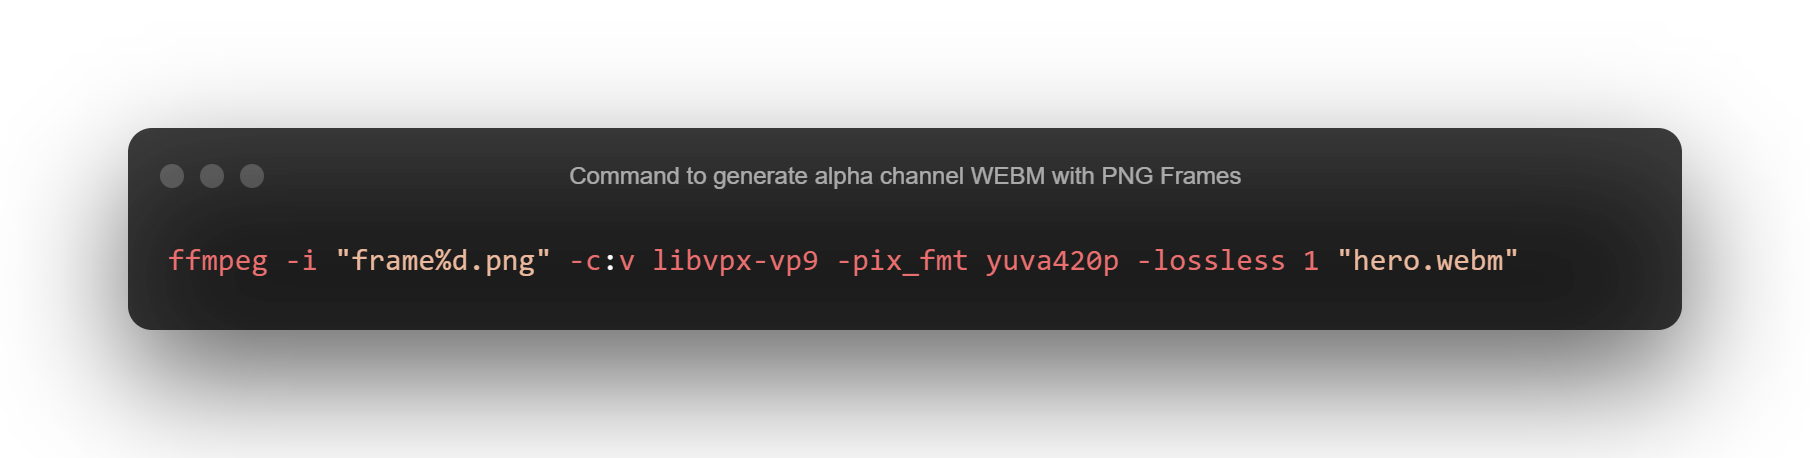 Command to generate alpha channel WEBM with PNG Frames
ffmpeg -i "frame%d.png" -c:v libvpx-vp9 -pix_fmt yuva420p -lossless 1 "hero.webm"